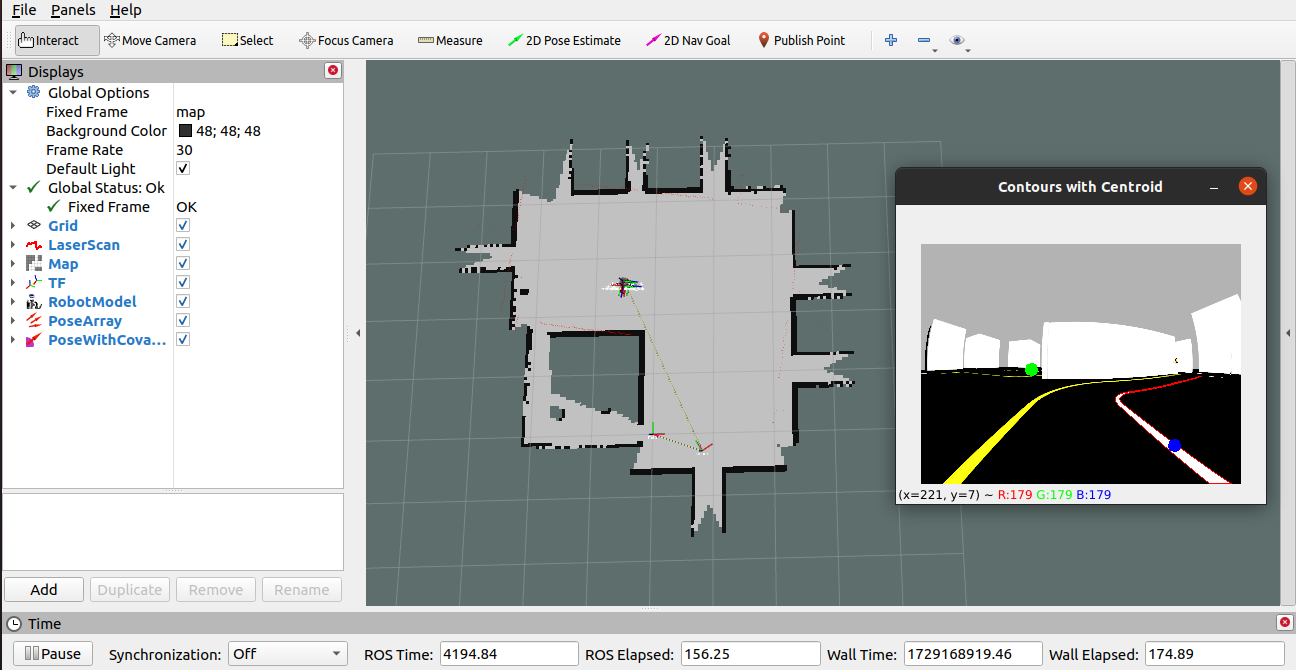 File Panels Help
Interact Move Camera Select Focus Camera Measure 2D Pose Estimate 2D Nav Goal Publish Point
Displays
Global Options
Fixed Frame map
Background Color 48; 48; 48
Frame Rate 30
Default Light
Global Status: Ok
Fixed Frame OK
Grid
LaserScan
Map
TF
RobotModel
PoseArray
PoseWithCova...
Add Duplicate Remove Rename
Contours with Centroid
(x=221, y=7) ~ R:179 G:179 B:179
Time
Pause Synchronization: Off ROS Time: 4194.84 ROS Elapsed: 156.25 Wall Time: 1729168919.46 Wall Elapsed: 174.89